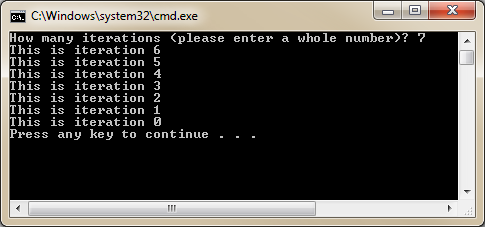 C:\Windows\system32\cmd.exe
How many iterations (please enter a whole number)? 7
This is iteration 6
This is iteration 5
This is iteration 4
This is iteration 3
This is iteration 2
This is iteration 1
This is iteration 0
Press any key to continue . . .